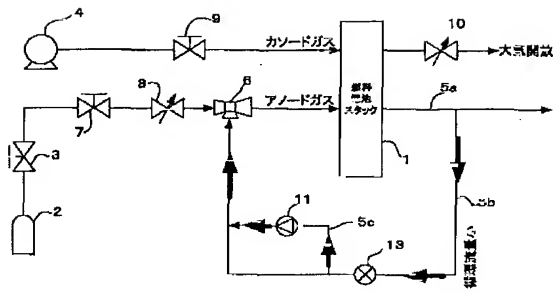 4
9
カソードガス
10
大気開放
7
8
6
アノードガス
燃料
電池
スタック
5a
1
3
2
11
5c
13
5b
循環流量小